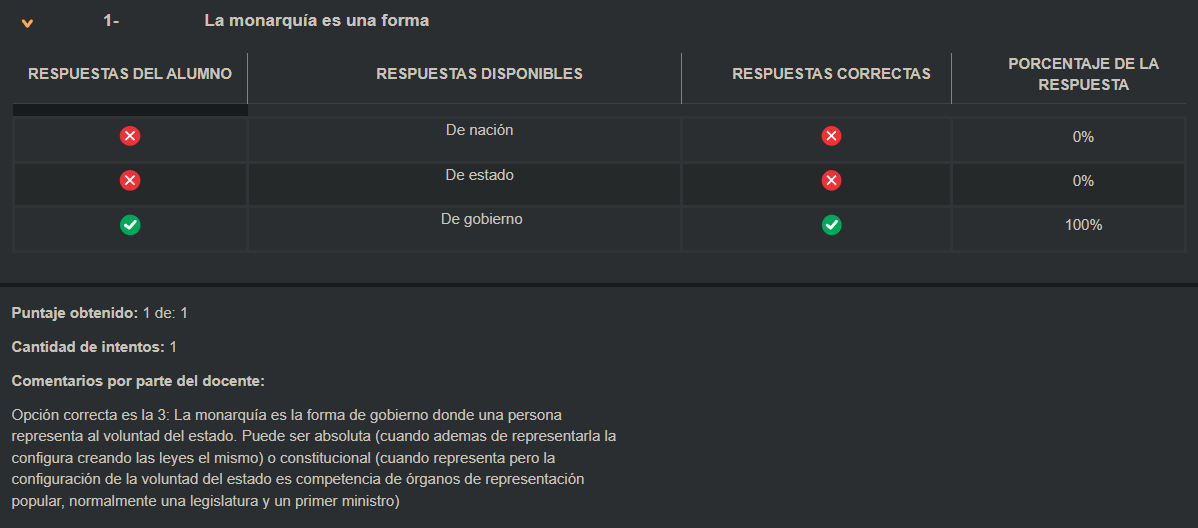 1- La monarquía es una forma
RESPUESTAS DEL ALUMNO RESPUESTAS DISPONIBLES RESPUESTAS CORRECTAS PORCENTAJE DE LA
RESPUESTA
De nación 0%
De estado 0%
De gobierno 100%
Puntaje obtenido: 1 de: 1
Cantidad de intentos: 1
Comentarios por parte del docente:
Opción correcta es la 3: La monarquía es la forma de gobierno donde una persona
representa al voluntad del estado. Puede ser absoluta (cuando ademas de representarla la
configura creando las leyes el mismo) o constitucional (cuando representa pero la
configuración de la voluntad del estado es competencia de órganos de representación
popular, normalmente una legislatura y un primer ministro)